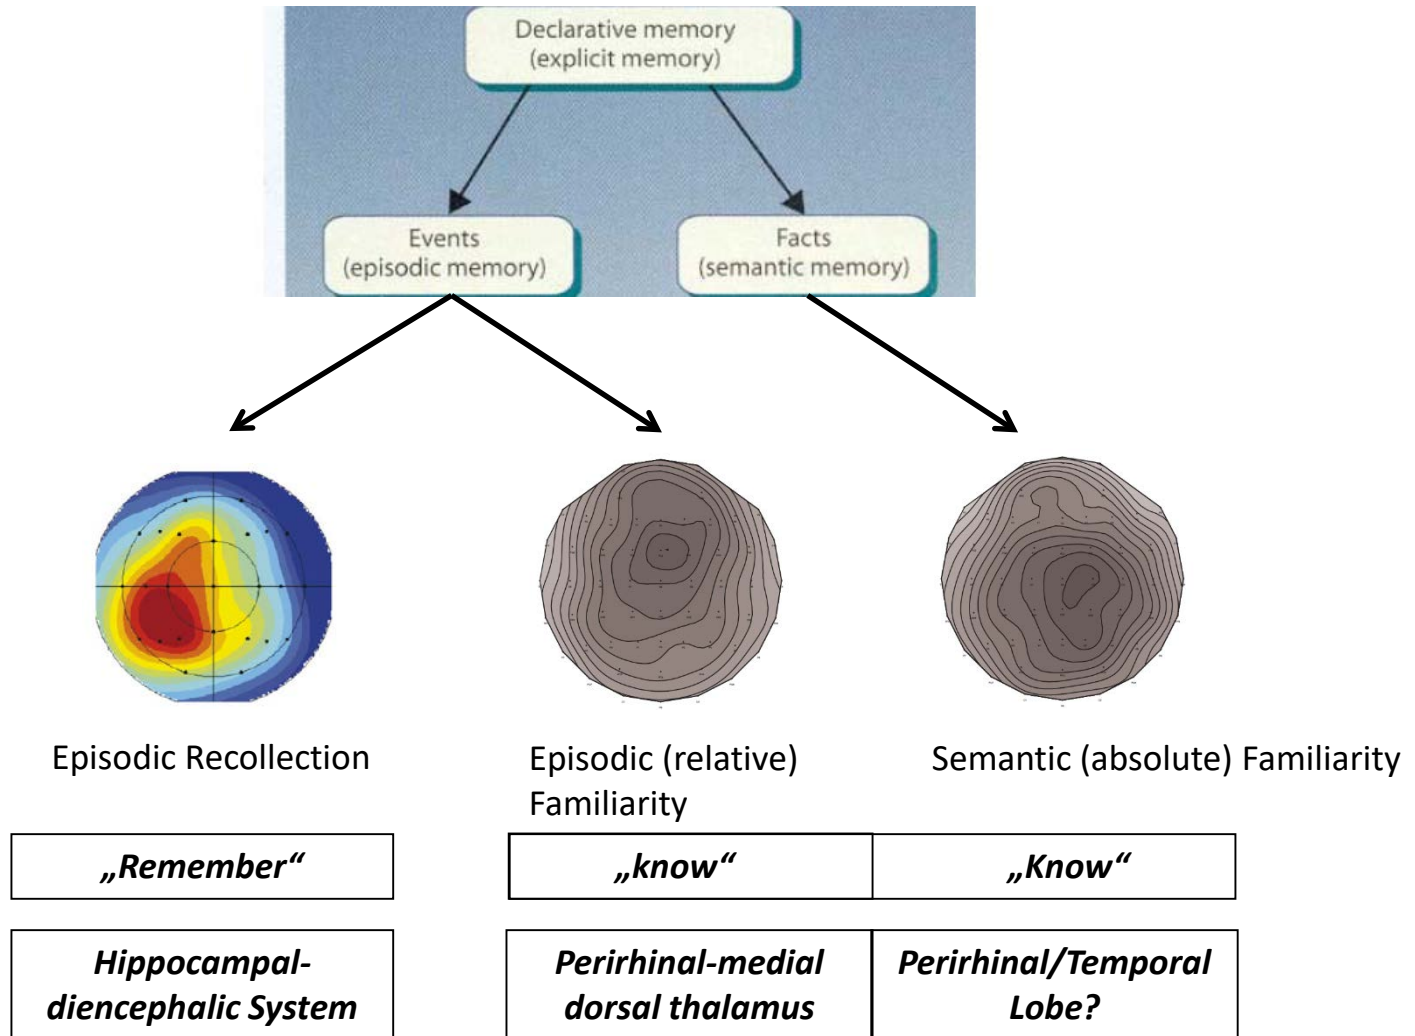 Declarative memory
(explicit memory)
Events
(episodic memory)
Facts
(semantic memory)
Episodic Recollection
Episodic (relative)
Familiarity
Semantic (absolute) Familiarity
„Remember“
„know“
„Know“
Hippocampal-
diencephalic System
Perirhinal-medial
dorsal thalamus
Perirhinal/Temporal
Lobe?